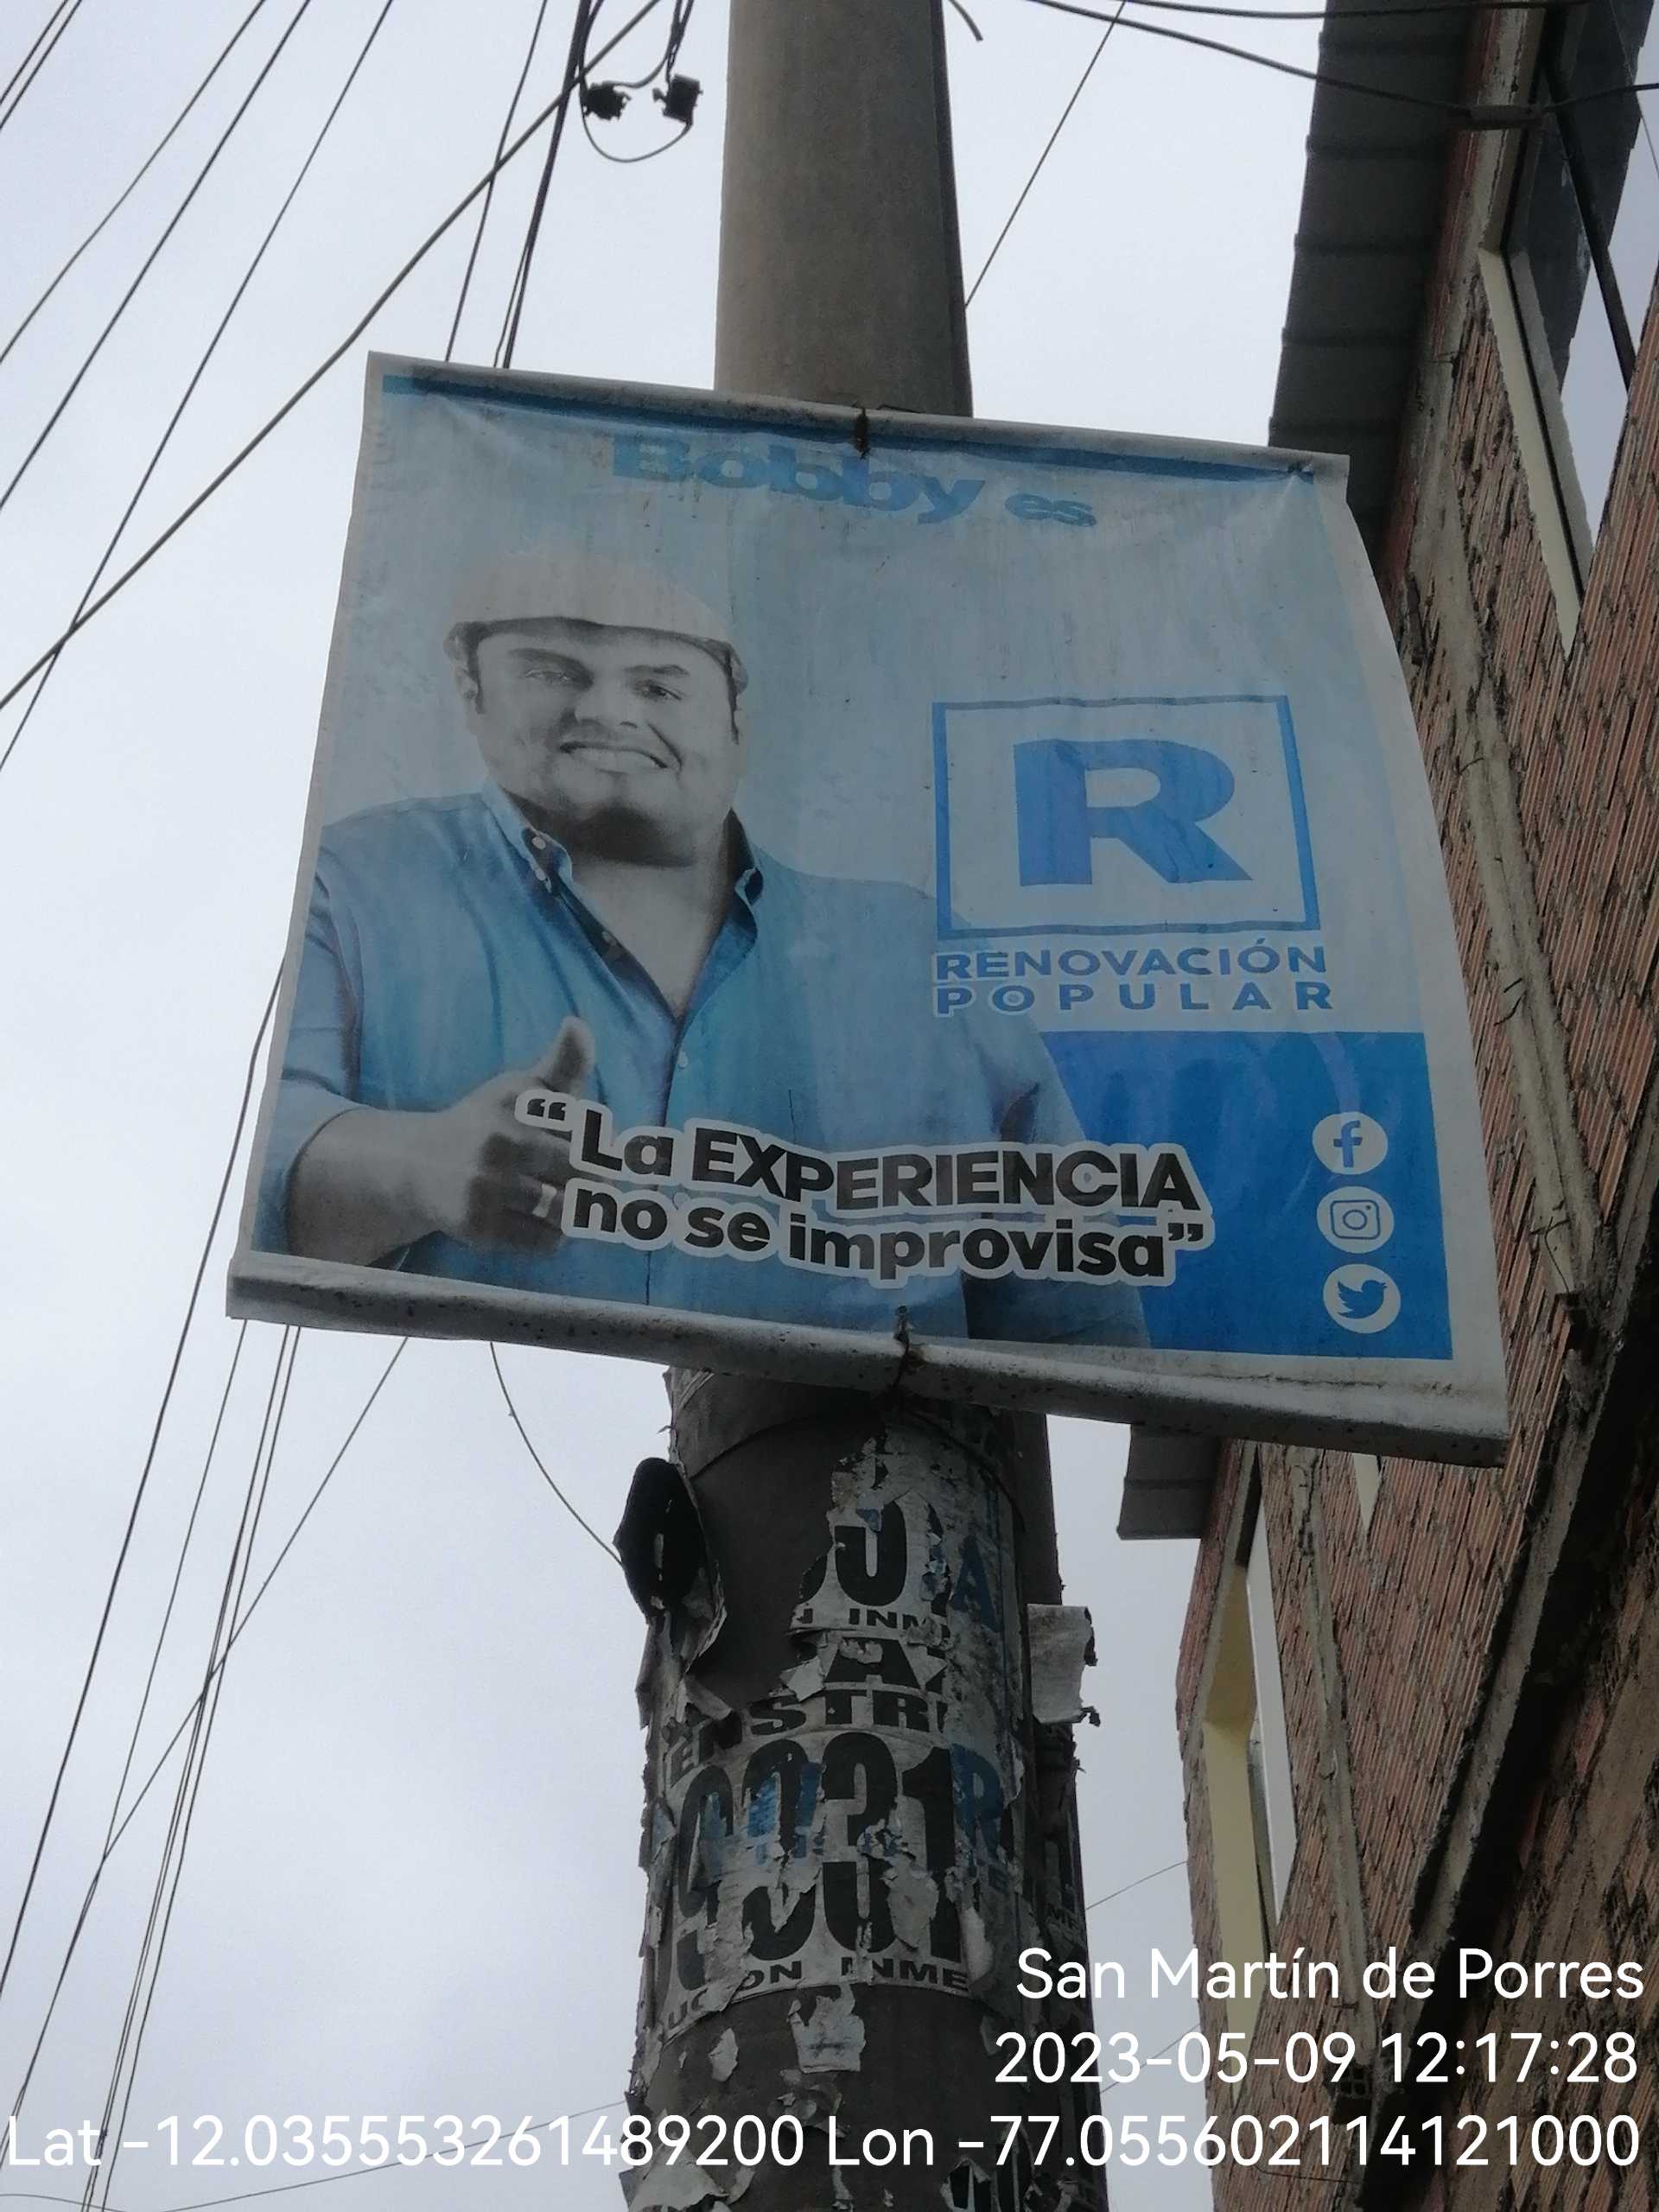 Bobby es
R
RENOVACIÓN
POPULAR
“La EXPERIENCIA
no se improvisa”
San Martín de Porres
2023-05-09 12:17:28
Lat -12.035553261489200 Lon -77.055602114121000